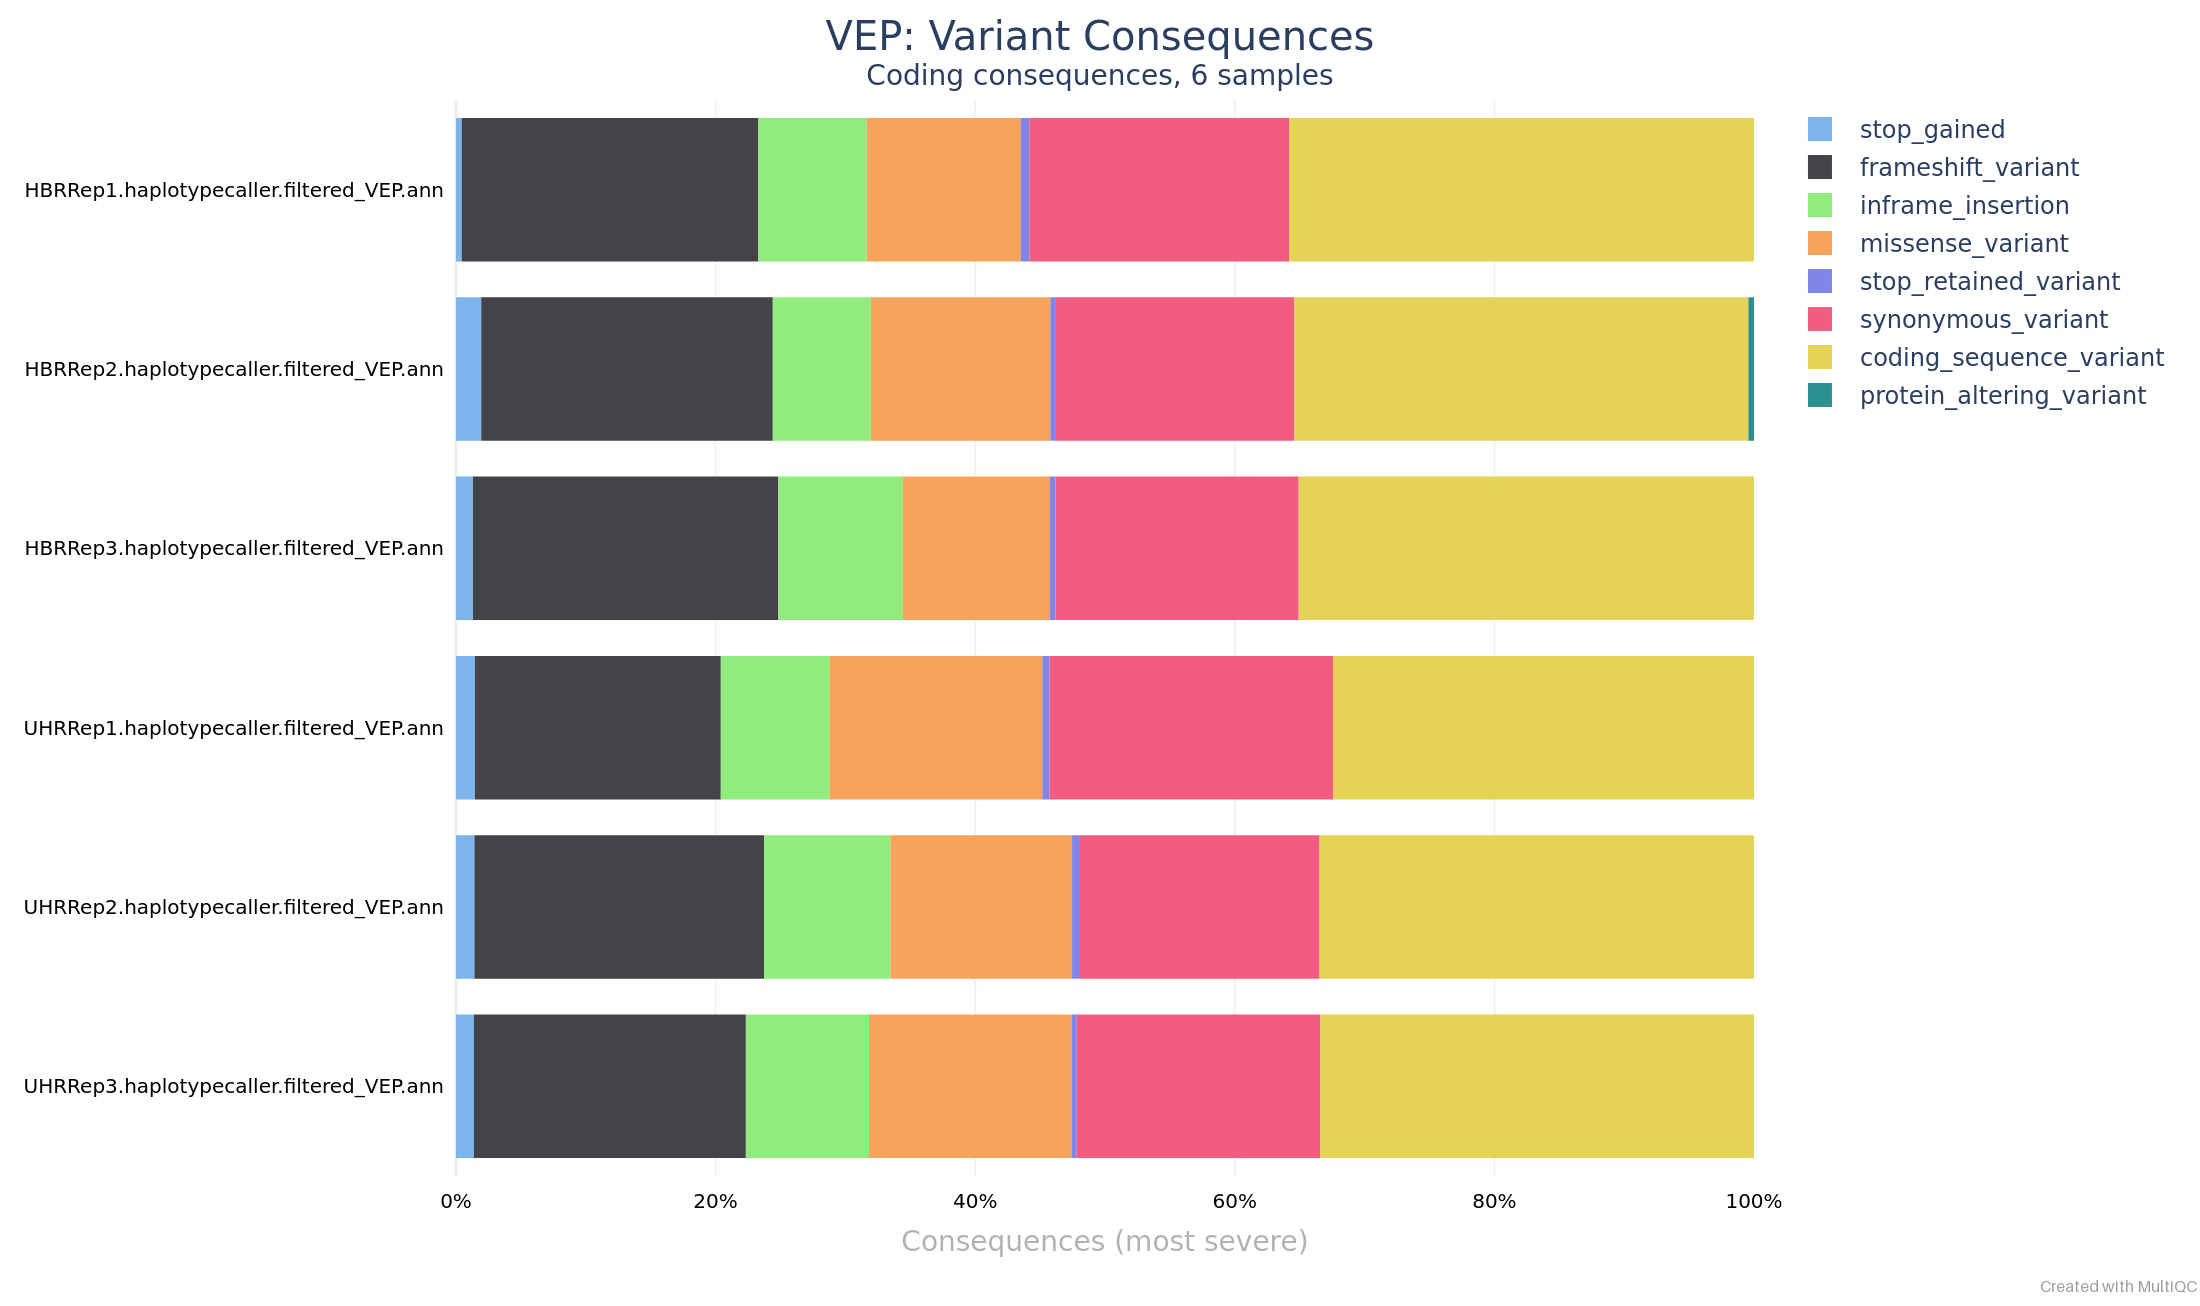 VEP: Variant Consequences
Coding consequences, 6 samples
HBRRep1.haplotypecaller.filtered_VEP.ann
HBRRep2.haplotypecaller.filtered_VEP.ann
HBRRep3.haplotypecaller.filtered_VEP.ann
UHRRep1.haplotypecaller.filtered_VEP.ann
UHRRep2.haplotypecaller.filtered_VEP.ann
UHRRep3.haplotypecaller.filtered_VEP.ann
stop_gained
frameshift_variant
inframe_insertion
missense_variant
stop_retained_variant
synonymous_variant
coding_sequence_variant
protein_altering_variant
0% 20% 40% 60% 80% 100%
Consequences (most severe)
Created with MultiQC